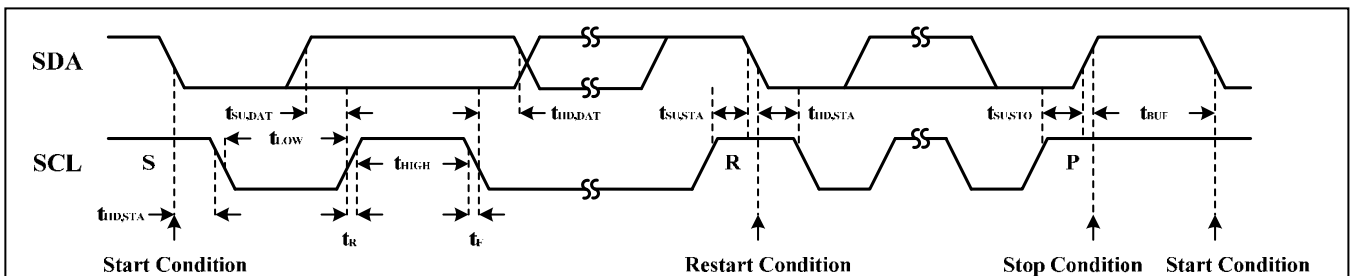 SDA
tSU,DAT tHD,DAT tSU,STA tHD,STA tSU,STO tBUF
tLOW
SCL S tHIGH R P
tHD,STA
tR tF
Start Condition Restart Condition Stop Condition Start Condition